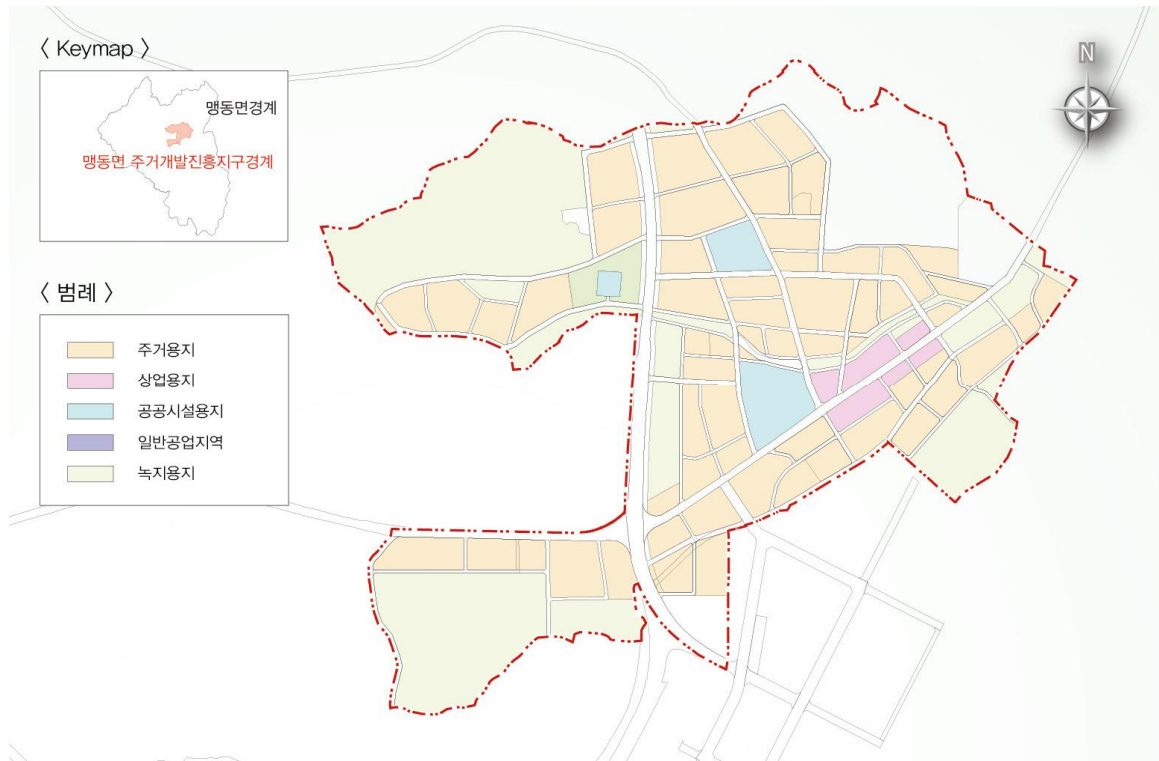 〈 Keymap 〉
맹동면경계
맹동면 주거개발진흥지구경계
N
〈 범례 〉
주거용지
상업용지
공공시설용지
일반공업지역
녹지용지